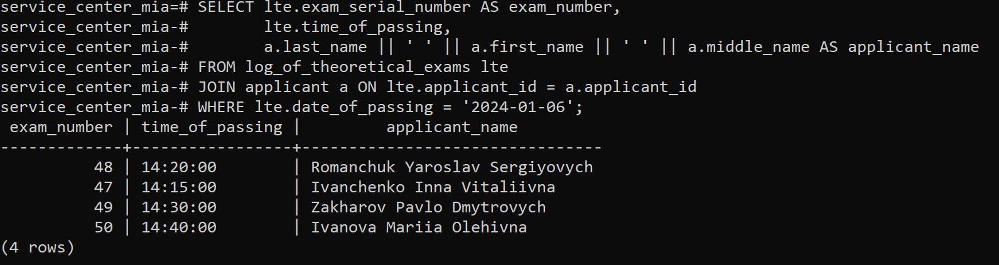 service_center_mia=# SELECT lte.exam_serial_number AS exam_number,
service_center_mia-#        lte.time_of_passing,
service_center_mia-#        a.last_name || ' ' || a.first_name || ' ' || a.middle_name AS applicant_name
service_center_mia-# FROM log_of_theoretical_exams lte
service_center_mia-# JOIN applicant a ON lte.applicant_id = a.applicant_id
service_center_mia-# WHERE lte.date_of_passing = '2024-01-06';
 exam_number | time_of_passing |         applicant_name
-------------+-----------------+--------------------------------
          48 | 14:20:00        | Romanchuk Yaroslav Sergiyovych
          47 | 14:15:00        | Ivanchenko Inna Vitaliivna
          49 | 14:30:00        | Zakharov Pavlo Dmytrovych
          50 | 14:40:00        | Ivanova Mariia Olehivna
(4 rows)